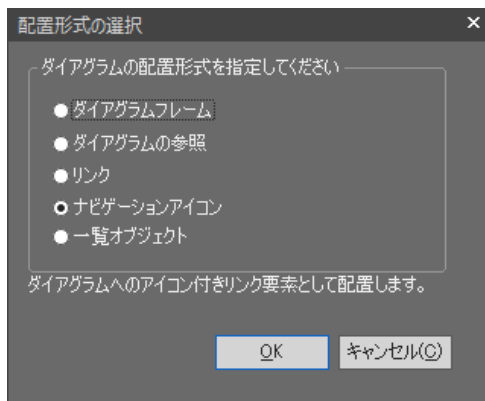 配置形式の選択
ダイアグラムの配置形式を指定してください
ダイアグラムフレーム
ダイアグラムの参照
リンク
ナビゲーションアイコン
一覧オブジェクト
ダイアグラムへのアイコン付きリンク要素として配置します。
OK キャンセル(C)